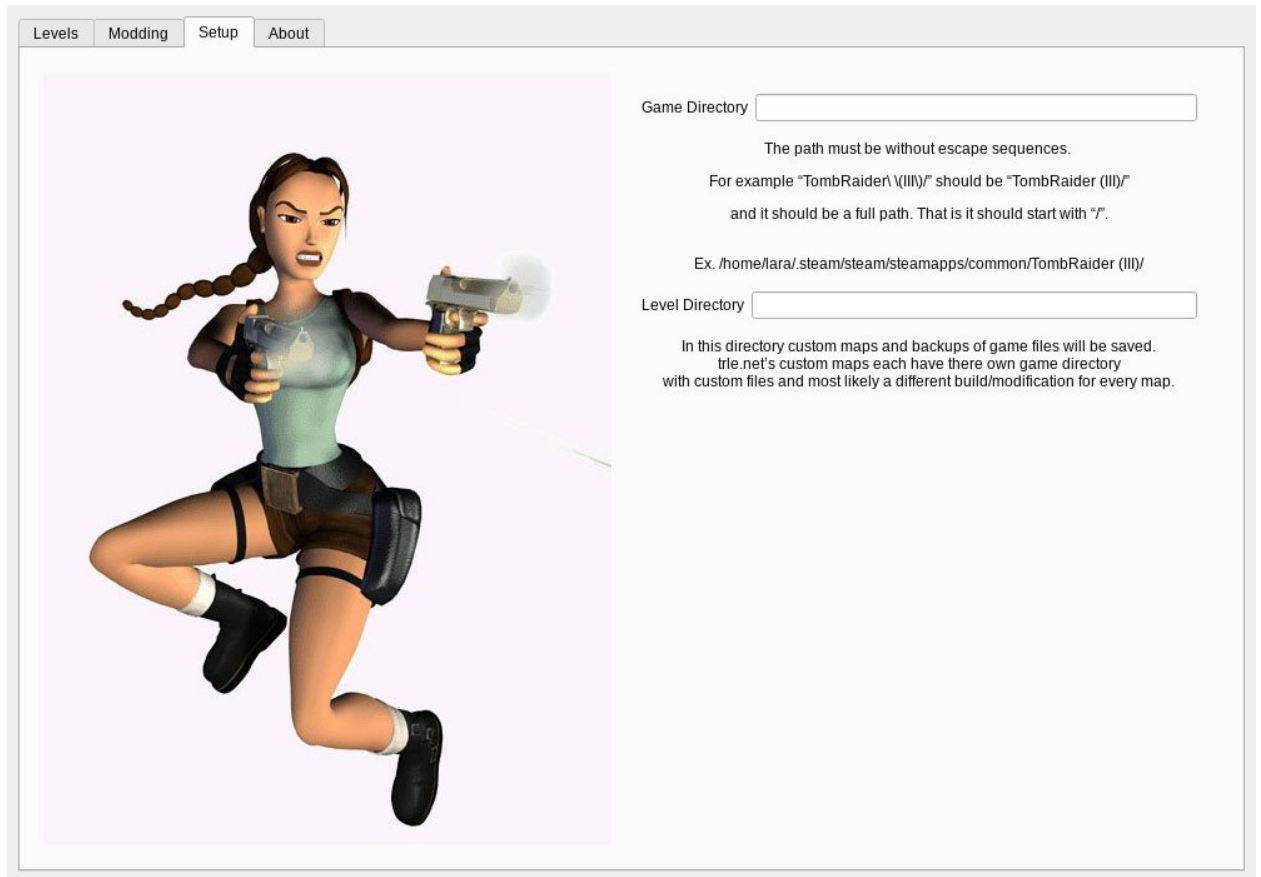 Levels
Modding
Setup
About
Game Directory
The path must be without escape sequences.
For example “TombRaider\ \(III\)/” should be “TombRaider (III)/”
and it should be a full path. That is it should start with “/”.
Ex. /home/lara/.steam/steam/steamapps/common/TombRaider (III)/
Level Directory
In this directory custom maps and backups of game files will be saved.
trle.net’s custom maps each have there own game directory
with custom files and most likely a different build/modification for every map.